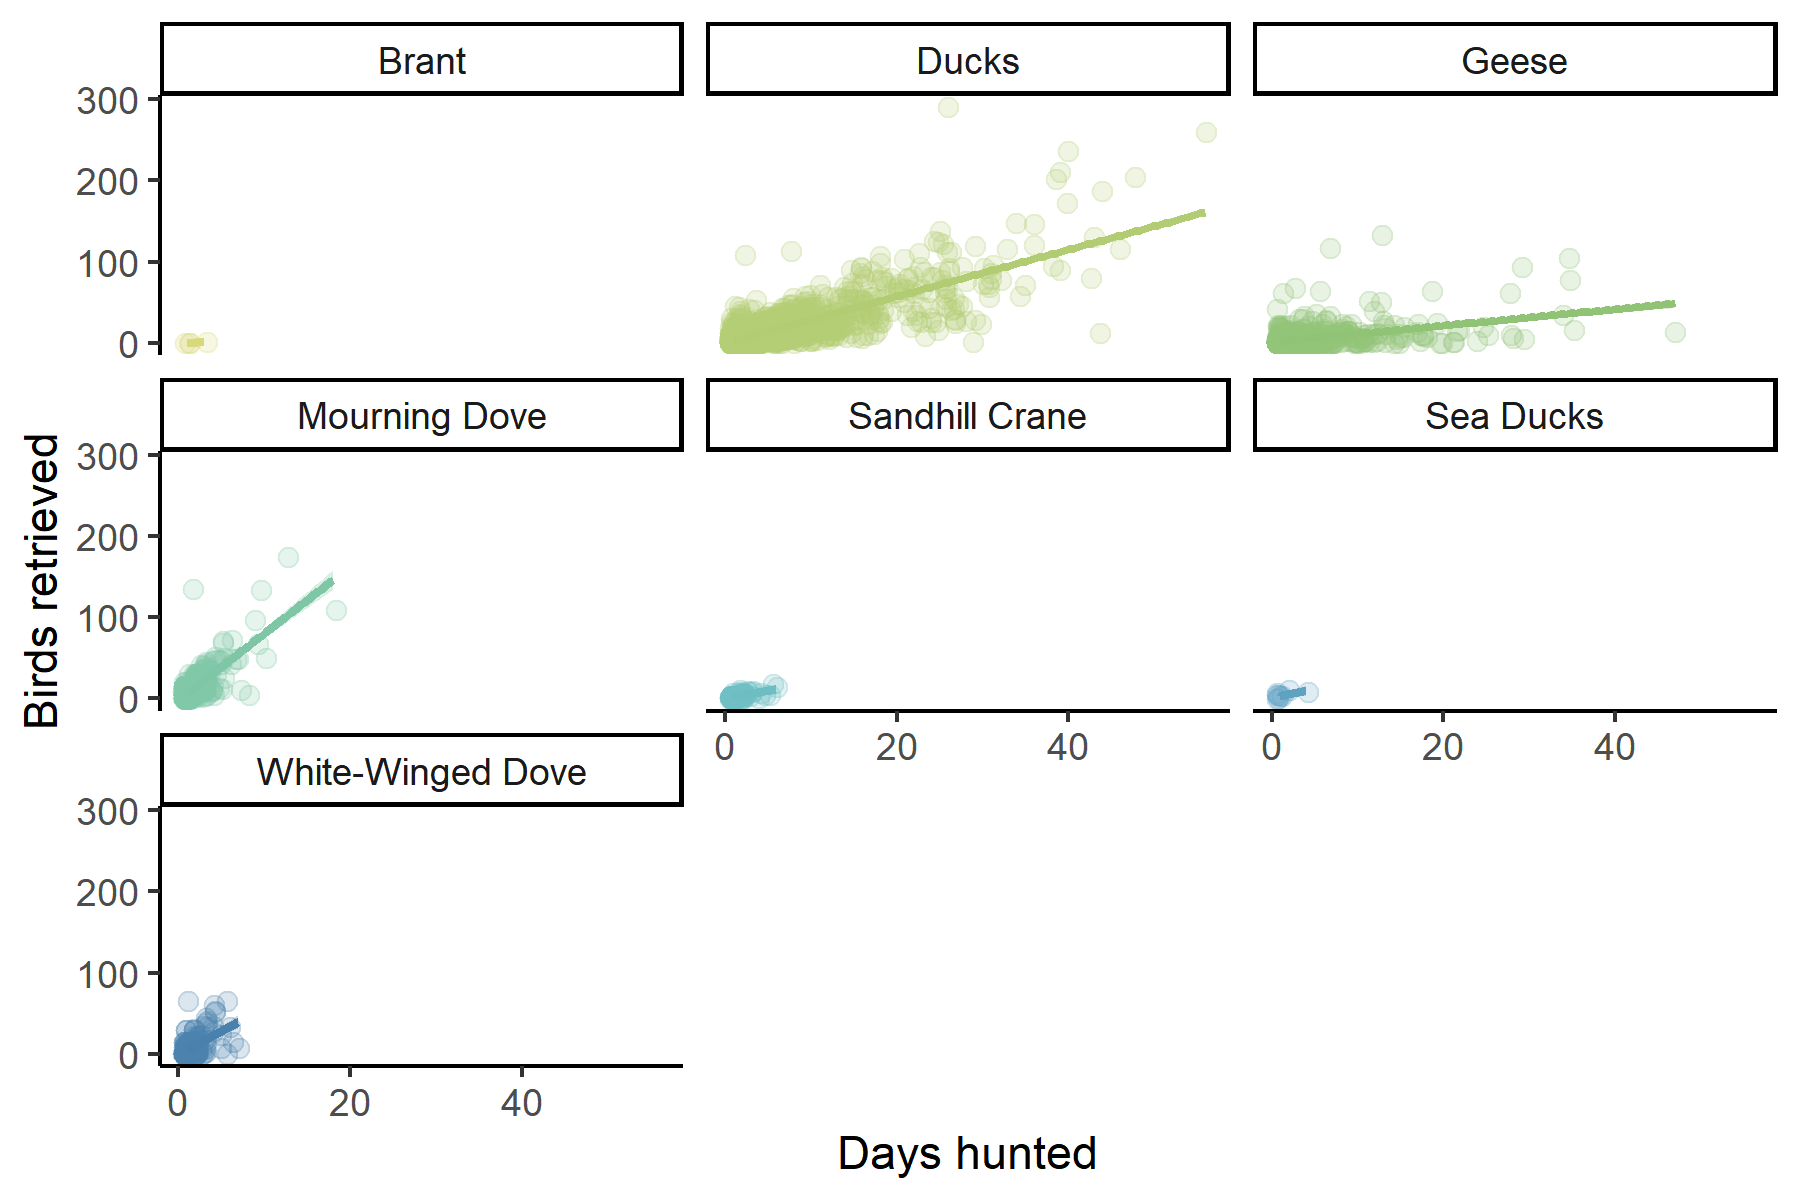 Brant
Ducks
Geese
300
200
100
0
Mourning Dove
Sandhill Crane
Sea Ducks
300
200
100
0
0
20
40
0
20
40
White-Winged Dove
300
200
100
0
0
20
40
Birds retrieved
Days hunted